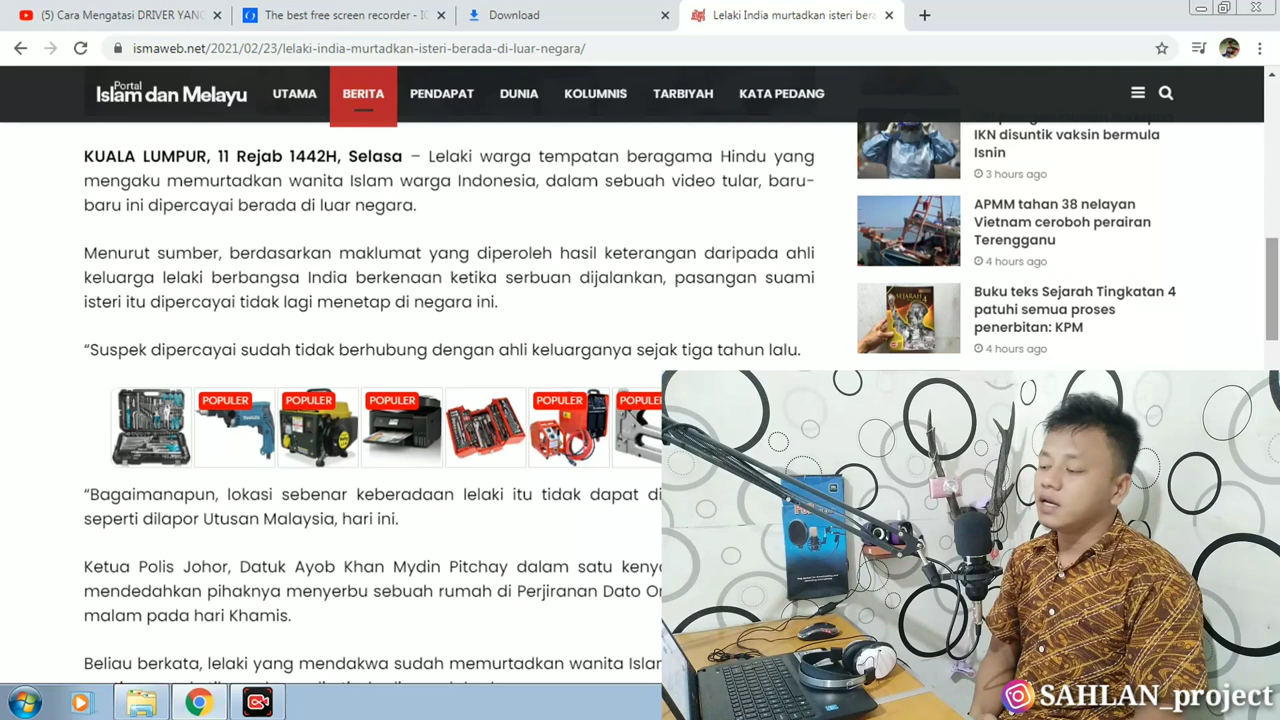 (5) Cara Mengatasi DRIVER YANG
The best free screen recorder - IC
Download
Lelaki India murtadkan isteri bera
ismaweb.net/2021/02/23/lelaki-india-murtadkan-isteri-berada-di-luar-negara/
Portal
Islam dan Melayu
UTAMA
BERITA
PENDAPAT
DUNIA
KOLUMNIS
TARBIYAH
KATA PEDANG
KUALA LUMPUR, 11 Rejab 1442H, Selasa – Lelaki warga tempatan beragama Hindu yang
mengaku memurtadkan wanita Islam warga Indonesia, dalam sebuah video tular, baru-
baru ini dipercayai berada di luar negara.
Menurut sumber, berdasarkan maklumat yang diperoleh hasil keterangan daripada ahli
keluarga lelaki berbangsa India berkenaan ketika serbuan dijalankan, pasangan suami
isteri itu dipercayai tidak lagi menetap di negara ini.
“Suspek dipercayai sudah tidak berhubung dengan ahli keluarganya sejak tiga tahun lalu.
POPULER
POPULER
POPULER
POPULER
POPULER
“Bagaimanapun, lokasi sebenar keberadaan lelaki itu tidak dapat di
seperti dilapor Utusan Malaysia, hari ini.
Ketua Polis Johor, Datuk Ayob Khan Mydin Pitchay dalam satu keny
mendedahkan pihaknya menyerbu sebuah rumah di Perjiranan Dato O
malam pada hari Khamis.
Beliau berkata, lelaki yang mendakwa sudah memurtadkan wanita Islam
IKN disuntik vaksin bermula
Isnin
3 hours ago
APMM tahan 38 nelayan
Vietnam ceroboh perairan
Terengganu
4 hours ago
SEJARAH 4
Buku teks Sejarah Tingkatan 4
patuhi semua proses
penerbitan: KPM
4 hours ago
SAHLAN_project